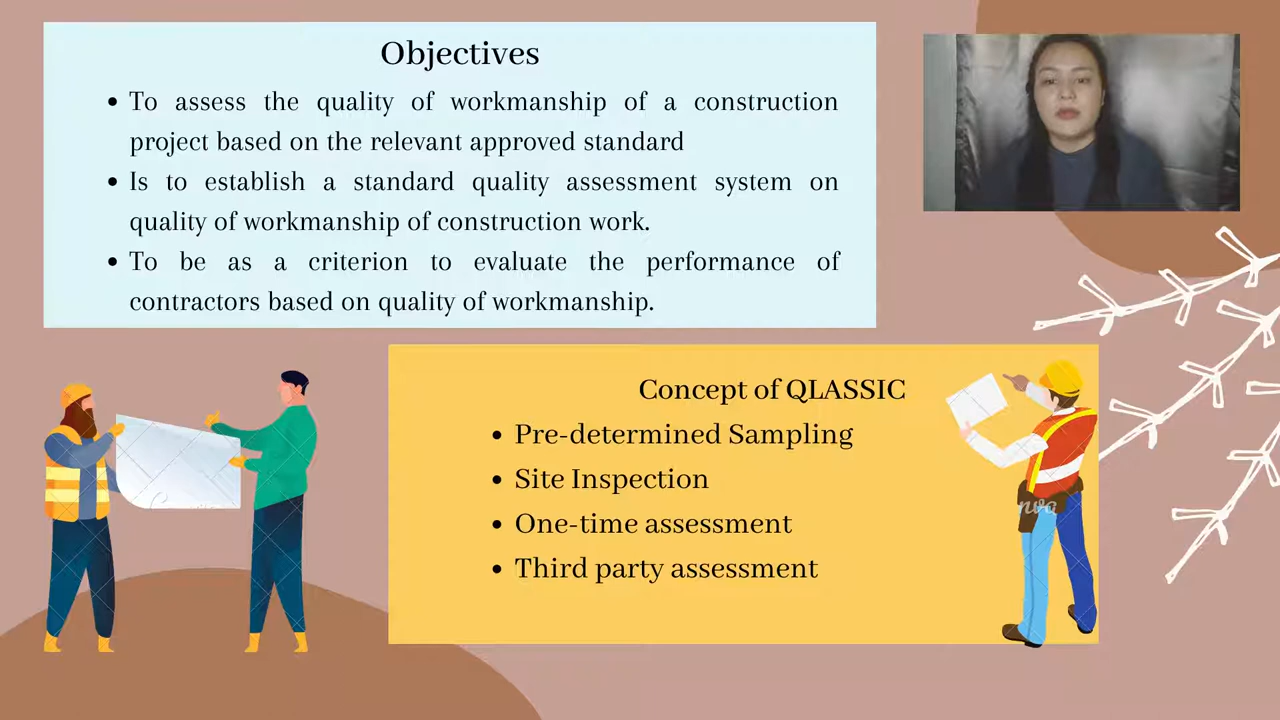 Objectives
To assess the quality of workmanship of a construction
project based on the relevant approved standard
Is to establish a standard quality assessment system on
quality of workmanship of construction work.
To be as a criterion to evaluate the performance of
contractors based on quality of workmanship.
Concept of QLASSIC
Pre-determined Sampling
Site Inspection
One-time assessment
Third party assessment